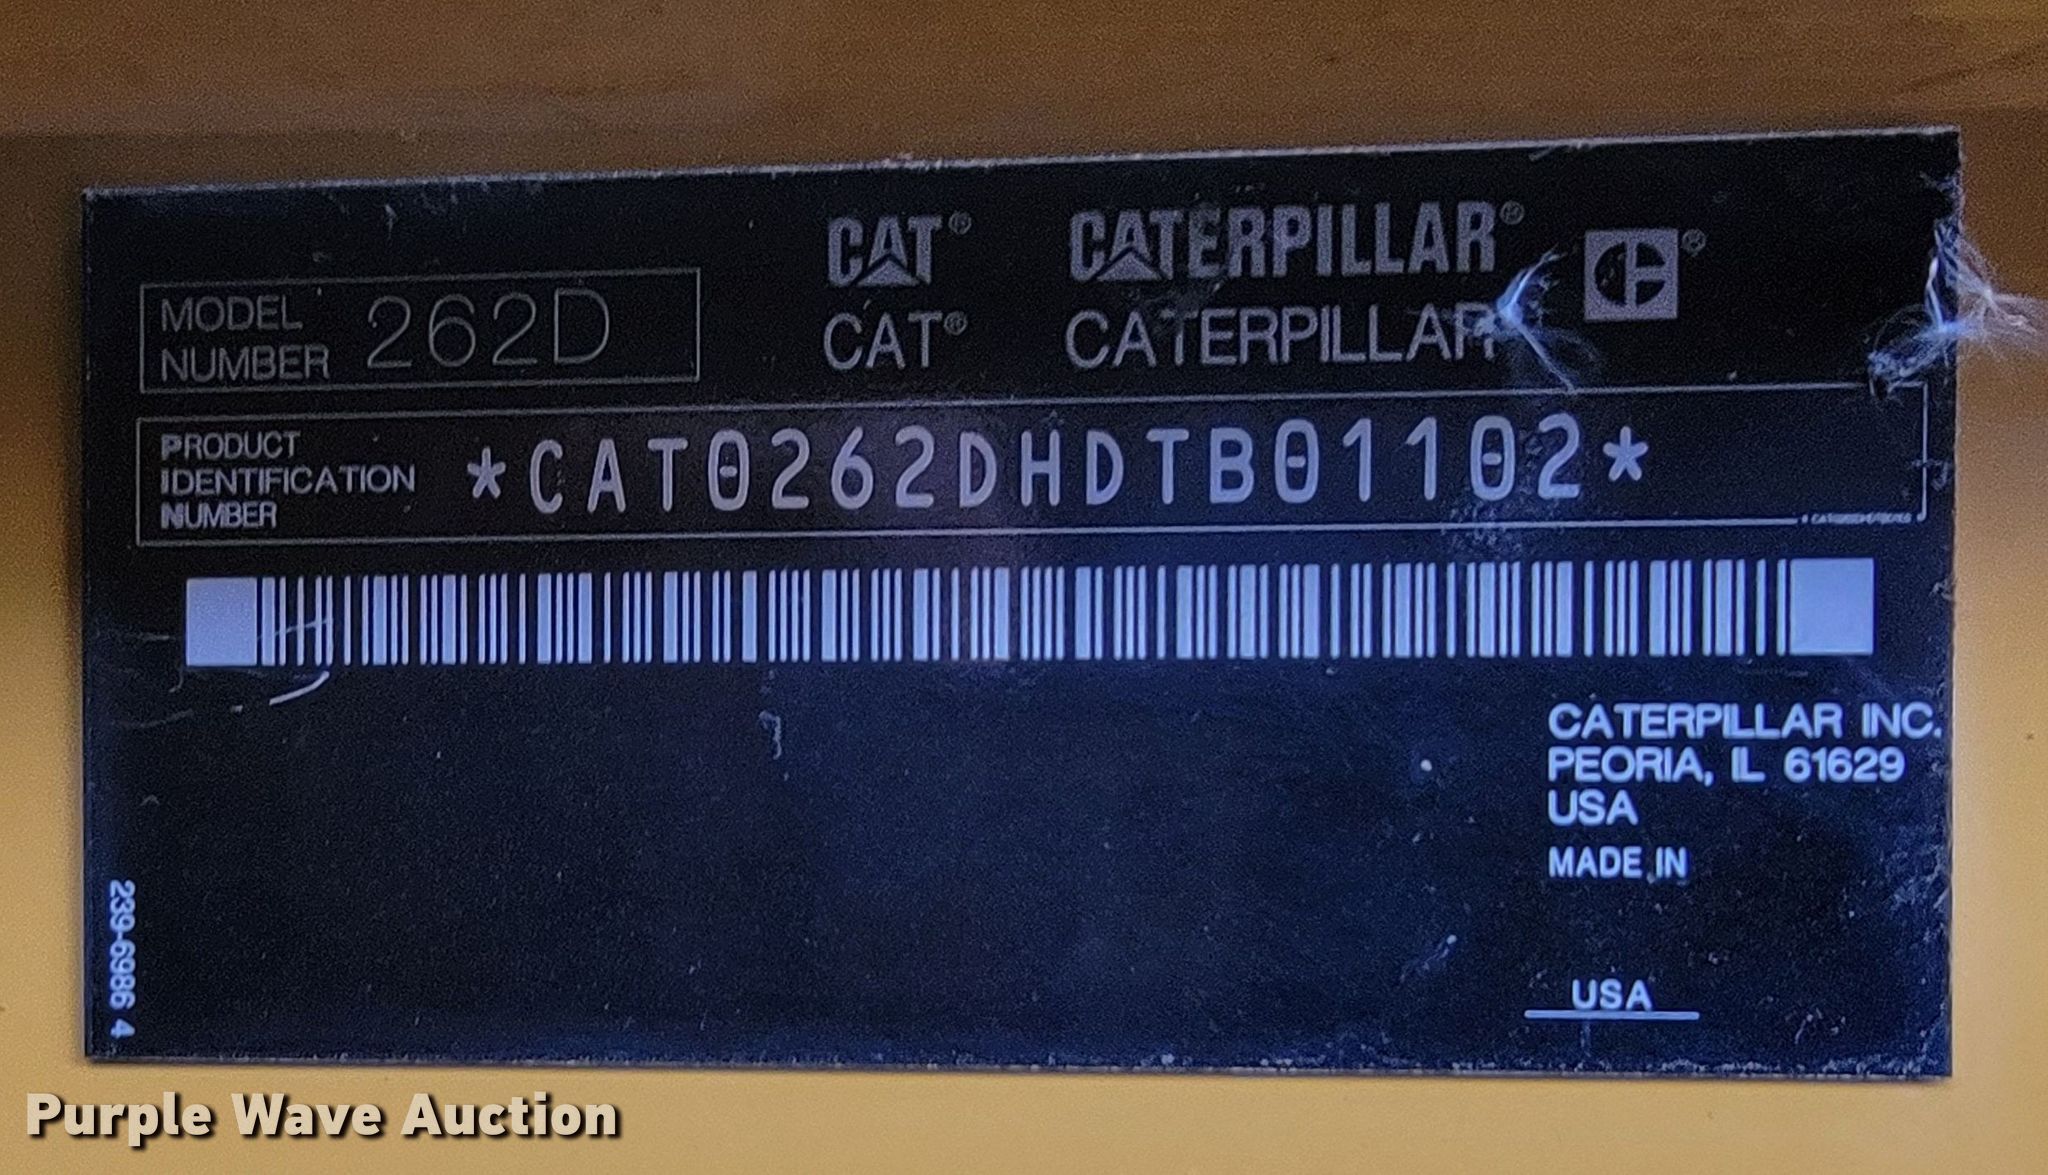 CAT® CATERPILLAR® ®
MODEL NUMBER 262D
CAT® CATERPILLAR
PRODUCT
IDENTIFICATION
NUMBER
*CAT0262DHDTB01102*
CATERPILLAR INC.
PEORIA, IL 61629
USA
MADE IN
USA
239-6986 4
Purple Wave Auction